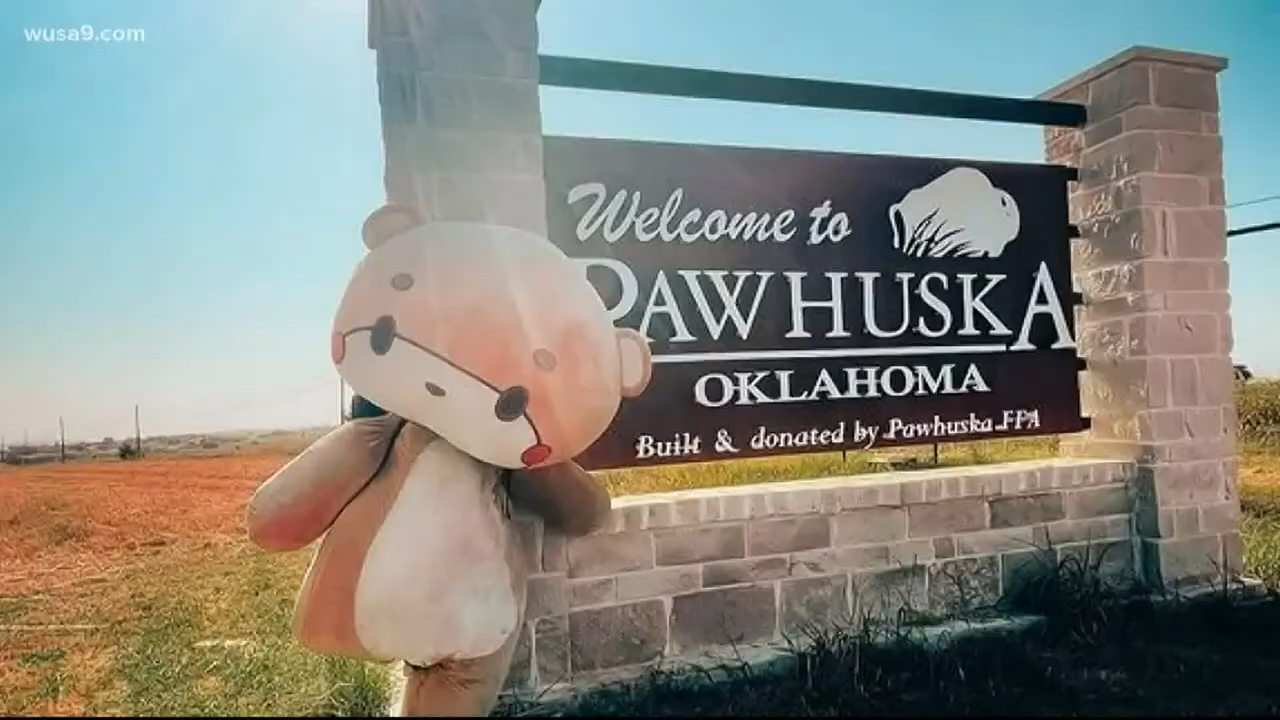 wusa9.com
Welcome to
PAWHUSKA
OKLAHOMA
Built & donated by Pawhuska FFA